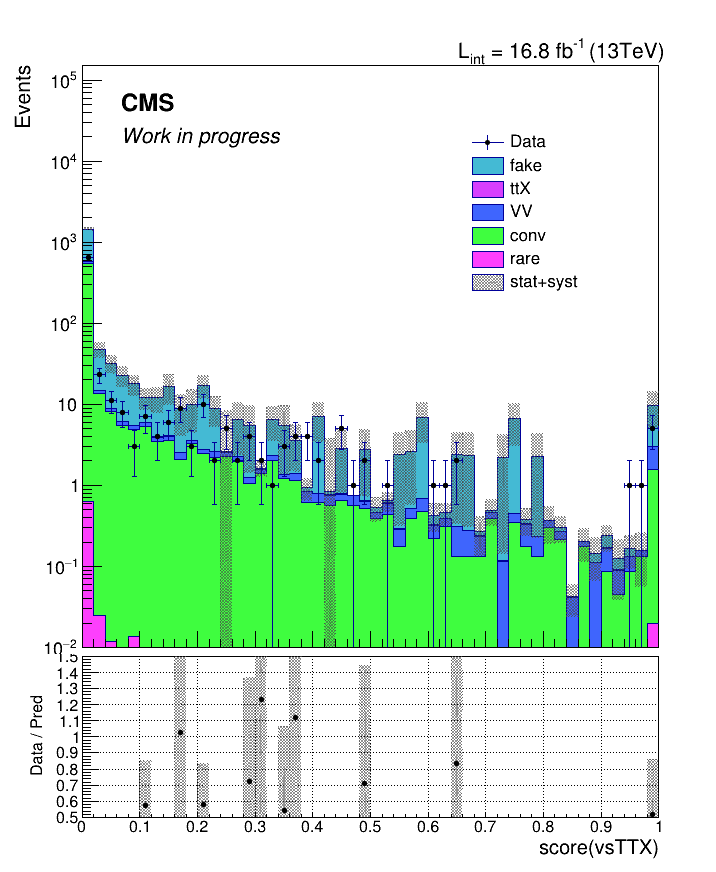 L_int = 16.8 fb^-1 (13TeV)
Events
10^5
10^4
10^3
10^2
10
1
10^-1
10^-2
CMS
Work in progress
Data
fake
ttX
VV
conv
rare
stat+syst
Data / Pred
1.5
1.4
1.3
1.2
1.1
1
0.9
0.8
0.7
0.6
0.5
0 0.1 0.2 0.3 0.4 0.5 0.6 0.7 0.8 0.9 1
score(vsTTX)